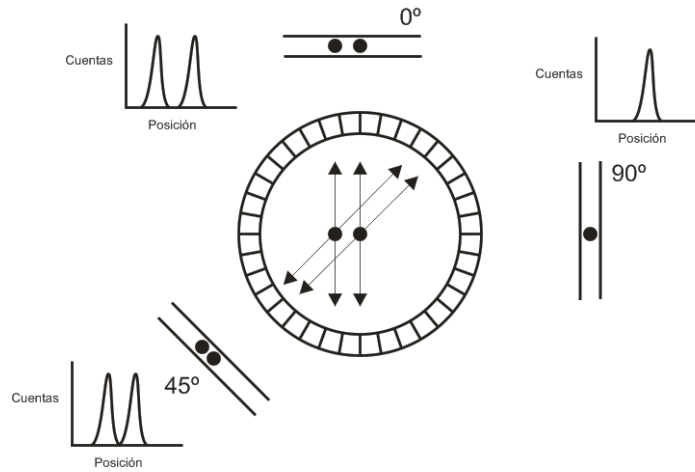 0º
Cuentas
Posición
Cuentas
Posición
90º
45º
Cuentas
Posición